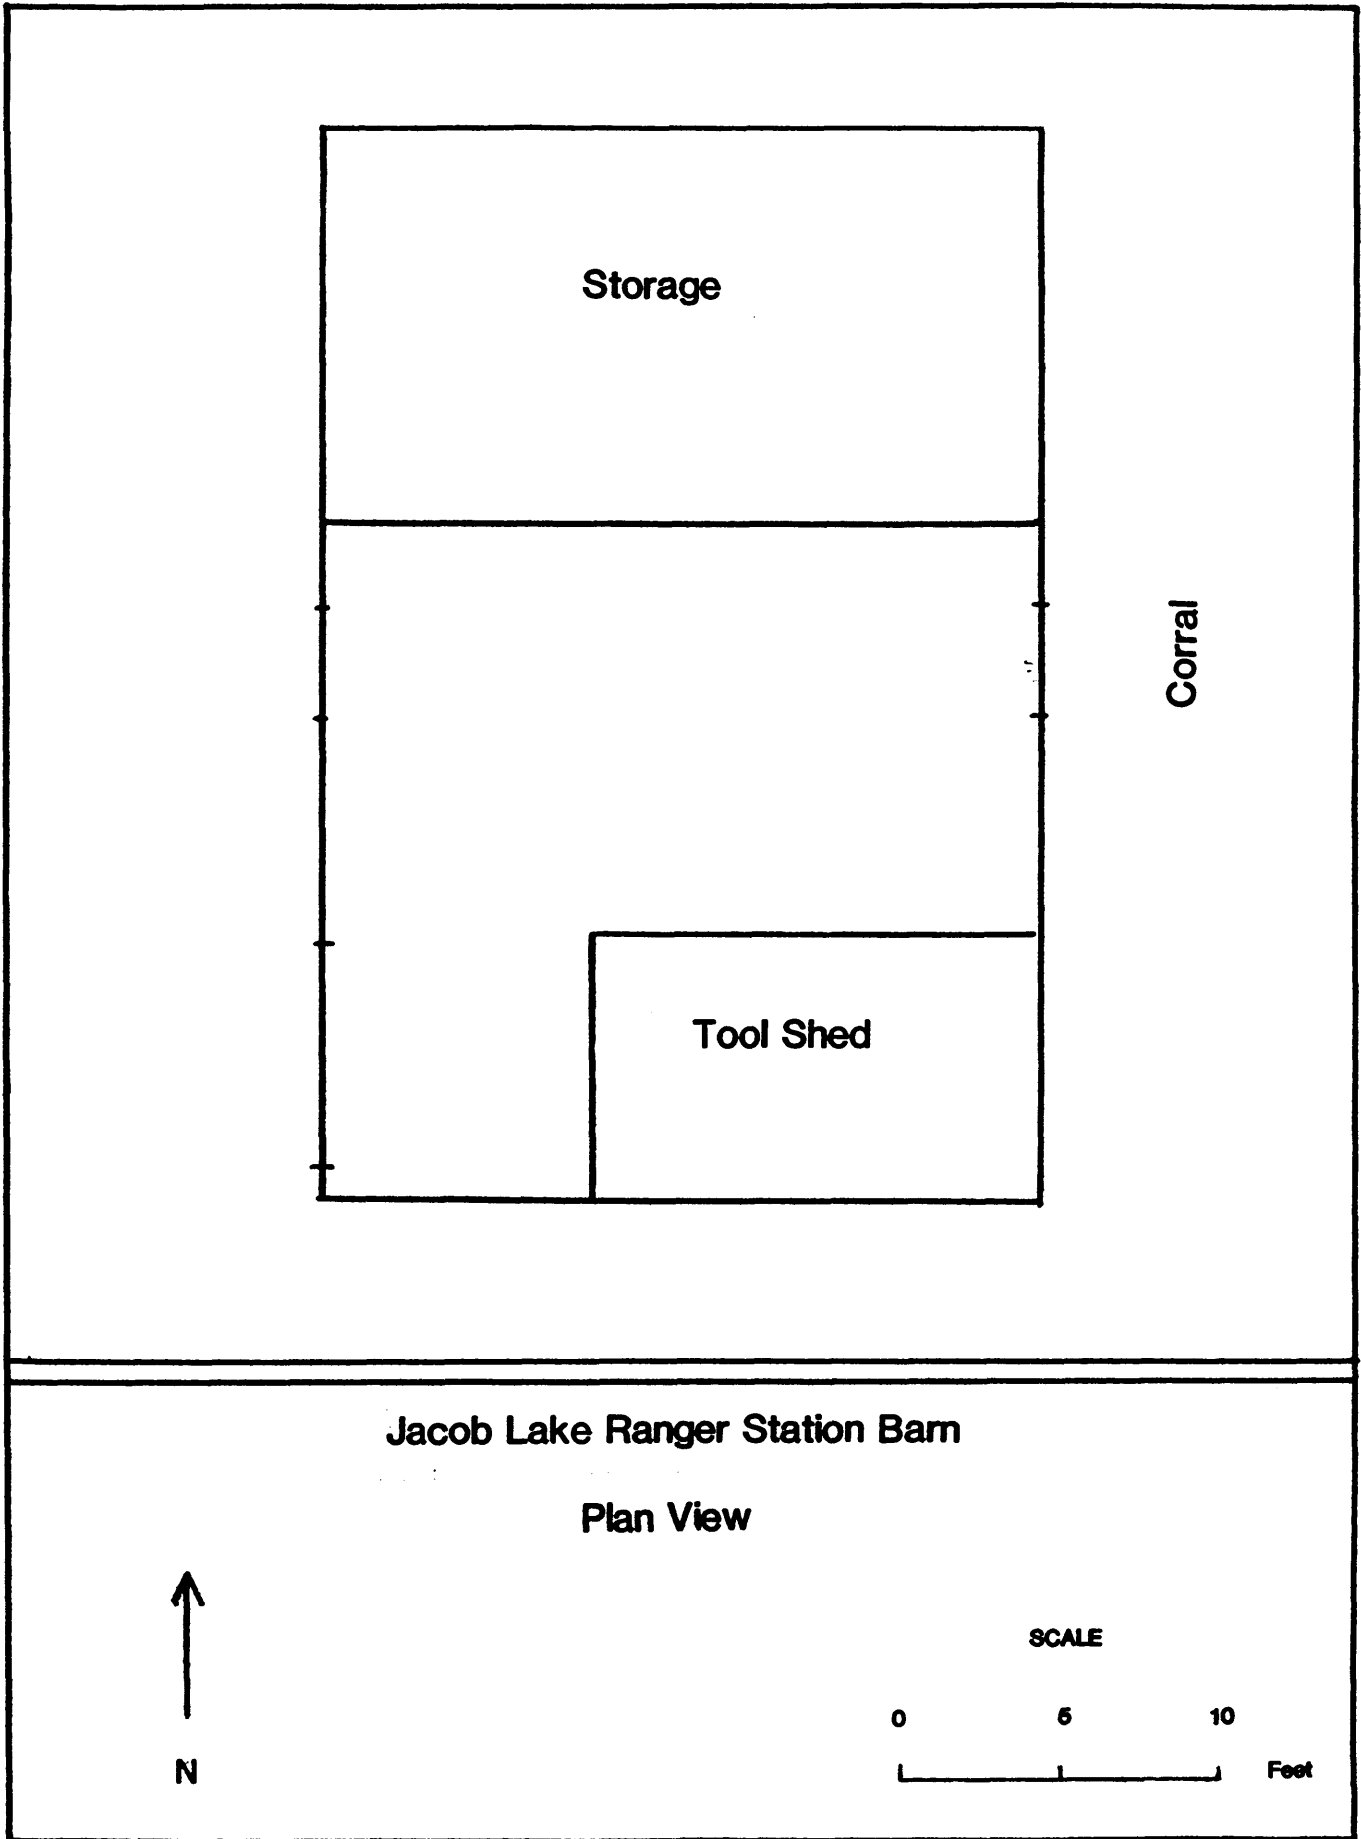 Storage
Corral
Tool Shed
Jacob Lake Ranger Station Barn
Plan View
N
SCALE
0 5 10
Feet